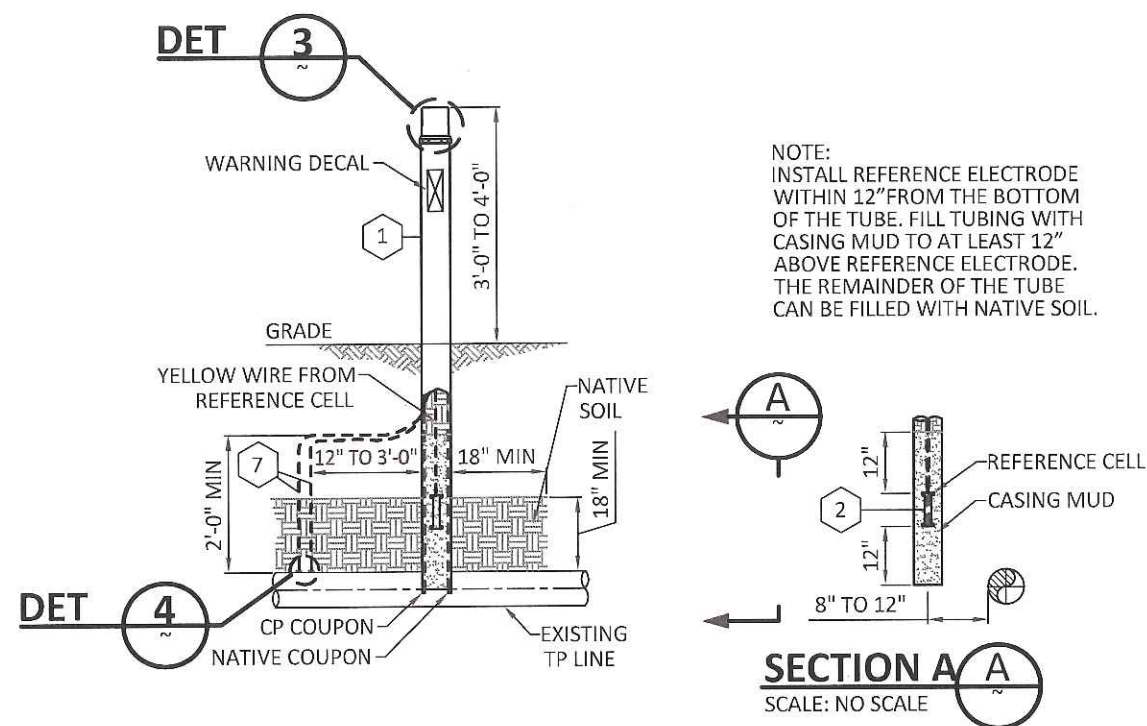 DET 3
~
WARNING DECAL
1
3'-0" TO 4'-0"
GRADE
YELLOW WIRE FROM
REFERENCE CELL
NATIVE
SOIL
7
12" TO 3'-0"
18" MIN
2'-0" MIN
18" MIN
DET 4
~
CP COUPON
NATIVE COUPON
EXISTING
TP LINE
NOTE:
INSTALL REFERENCE ELECTRODE
WITHIN 12"FROM THE BOTTOM
OF THE TUBE. FILL TUBING WITH
CASING MUD TO AT LEAST 12"
ABOVE REFERENCE ELECTRODE.
THE REMAINDER OF THE TUBE
CAN BE FILLED WITH NATIVE SOIL.
A
~
12"
REFERENCE CELL
2
CASING MUD
12"
8" TO 12"
SECTION A A
~
SCALE: NO SCALE